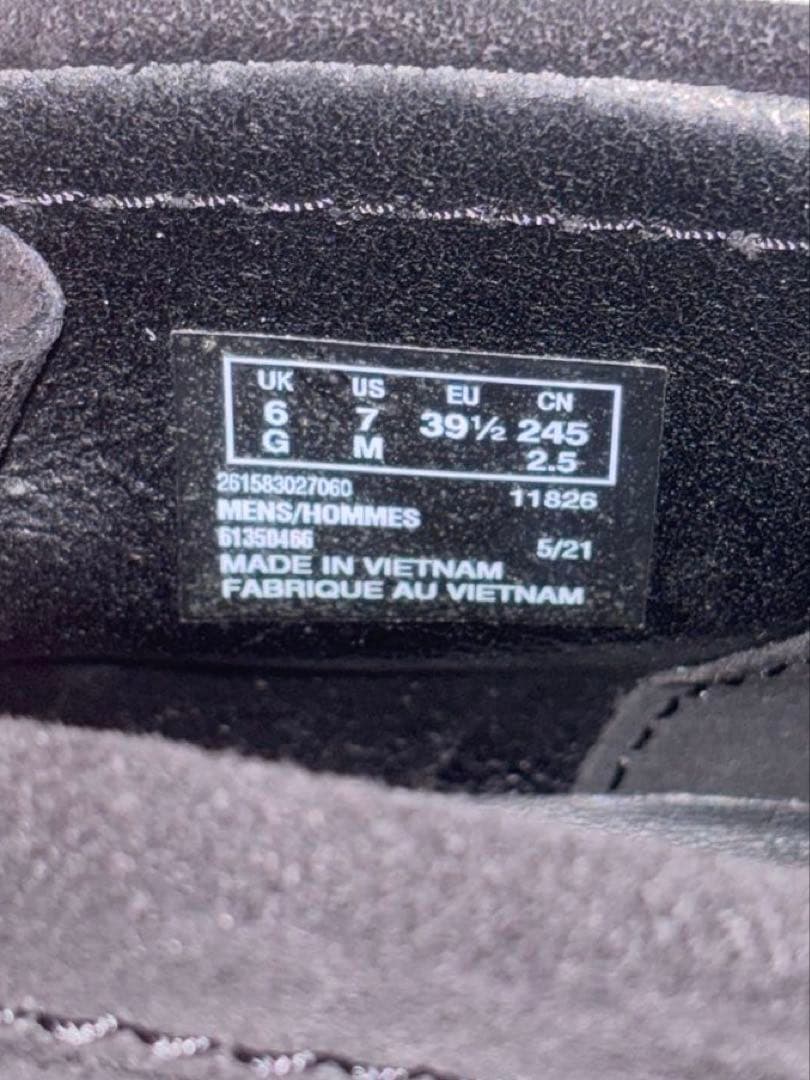 UK US EU CN
6 7 39½ 245
G M 2.5
261583027060 11826
MENS/HOMMES
61350466 5/21
MADE IN VIETNAM
FABRIQUE AU VIETNAM